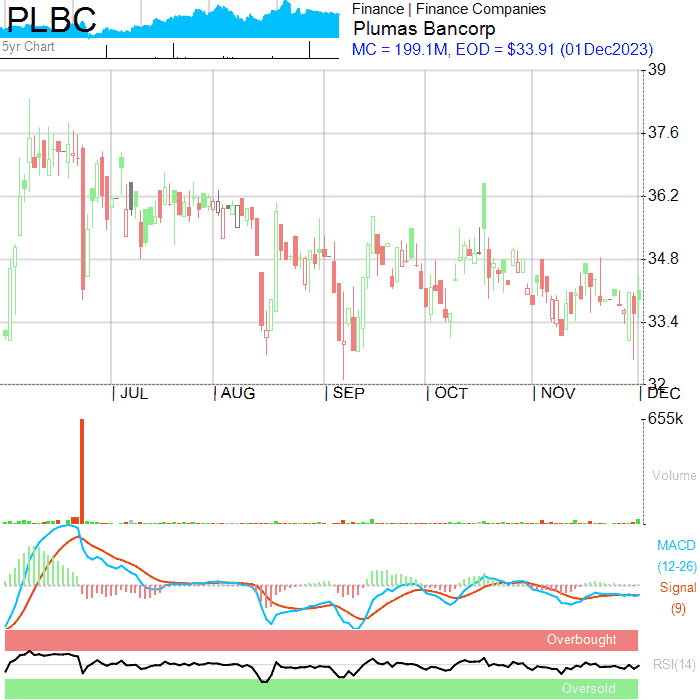 PLBC
5yr Chart
Finance | Finance Companies
Plumas Bancorp
MC = 199.1M, EOD = $33.91 (01Dec2023)
39
37.6
36.2
34.8
33.4
32
| JUL
| AUG
| SEP
| OCT
| NOV
| DEC
655k
Volume
MACD
(12-26)
Signal
(9)
Overbought
RSI(14)
Oversold